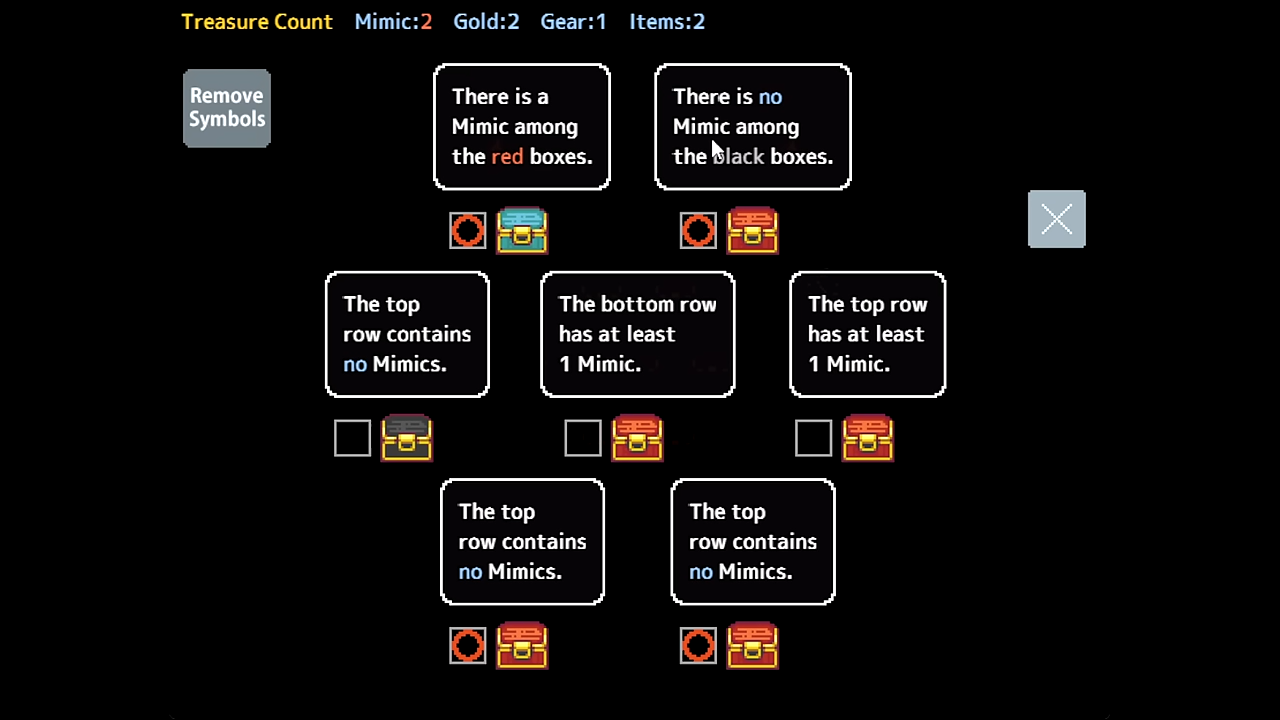 Treasure Count Mimic:2 Gold:2 Gear:1 Items:2
Remove
Symbols
There is a
Mimic among
the red boxes.
There is no
Mimic among
the black boxes.
The top
row contains
no Mimics.
The bottom row
has at least
1 Mimic.
The top row
has at least
1 Mimic.
The top
row contains
no Mimics.
The top
row contains
no Mimics.